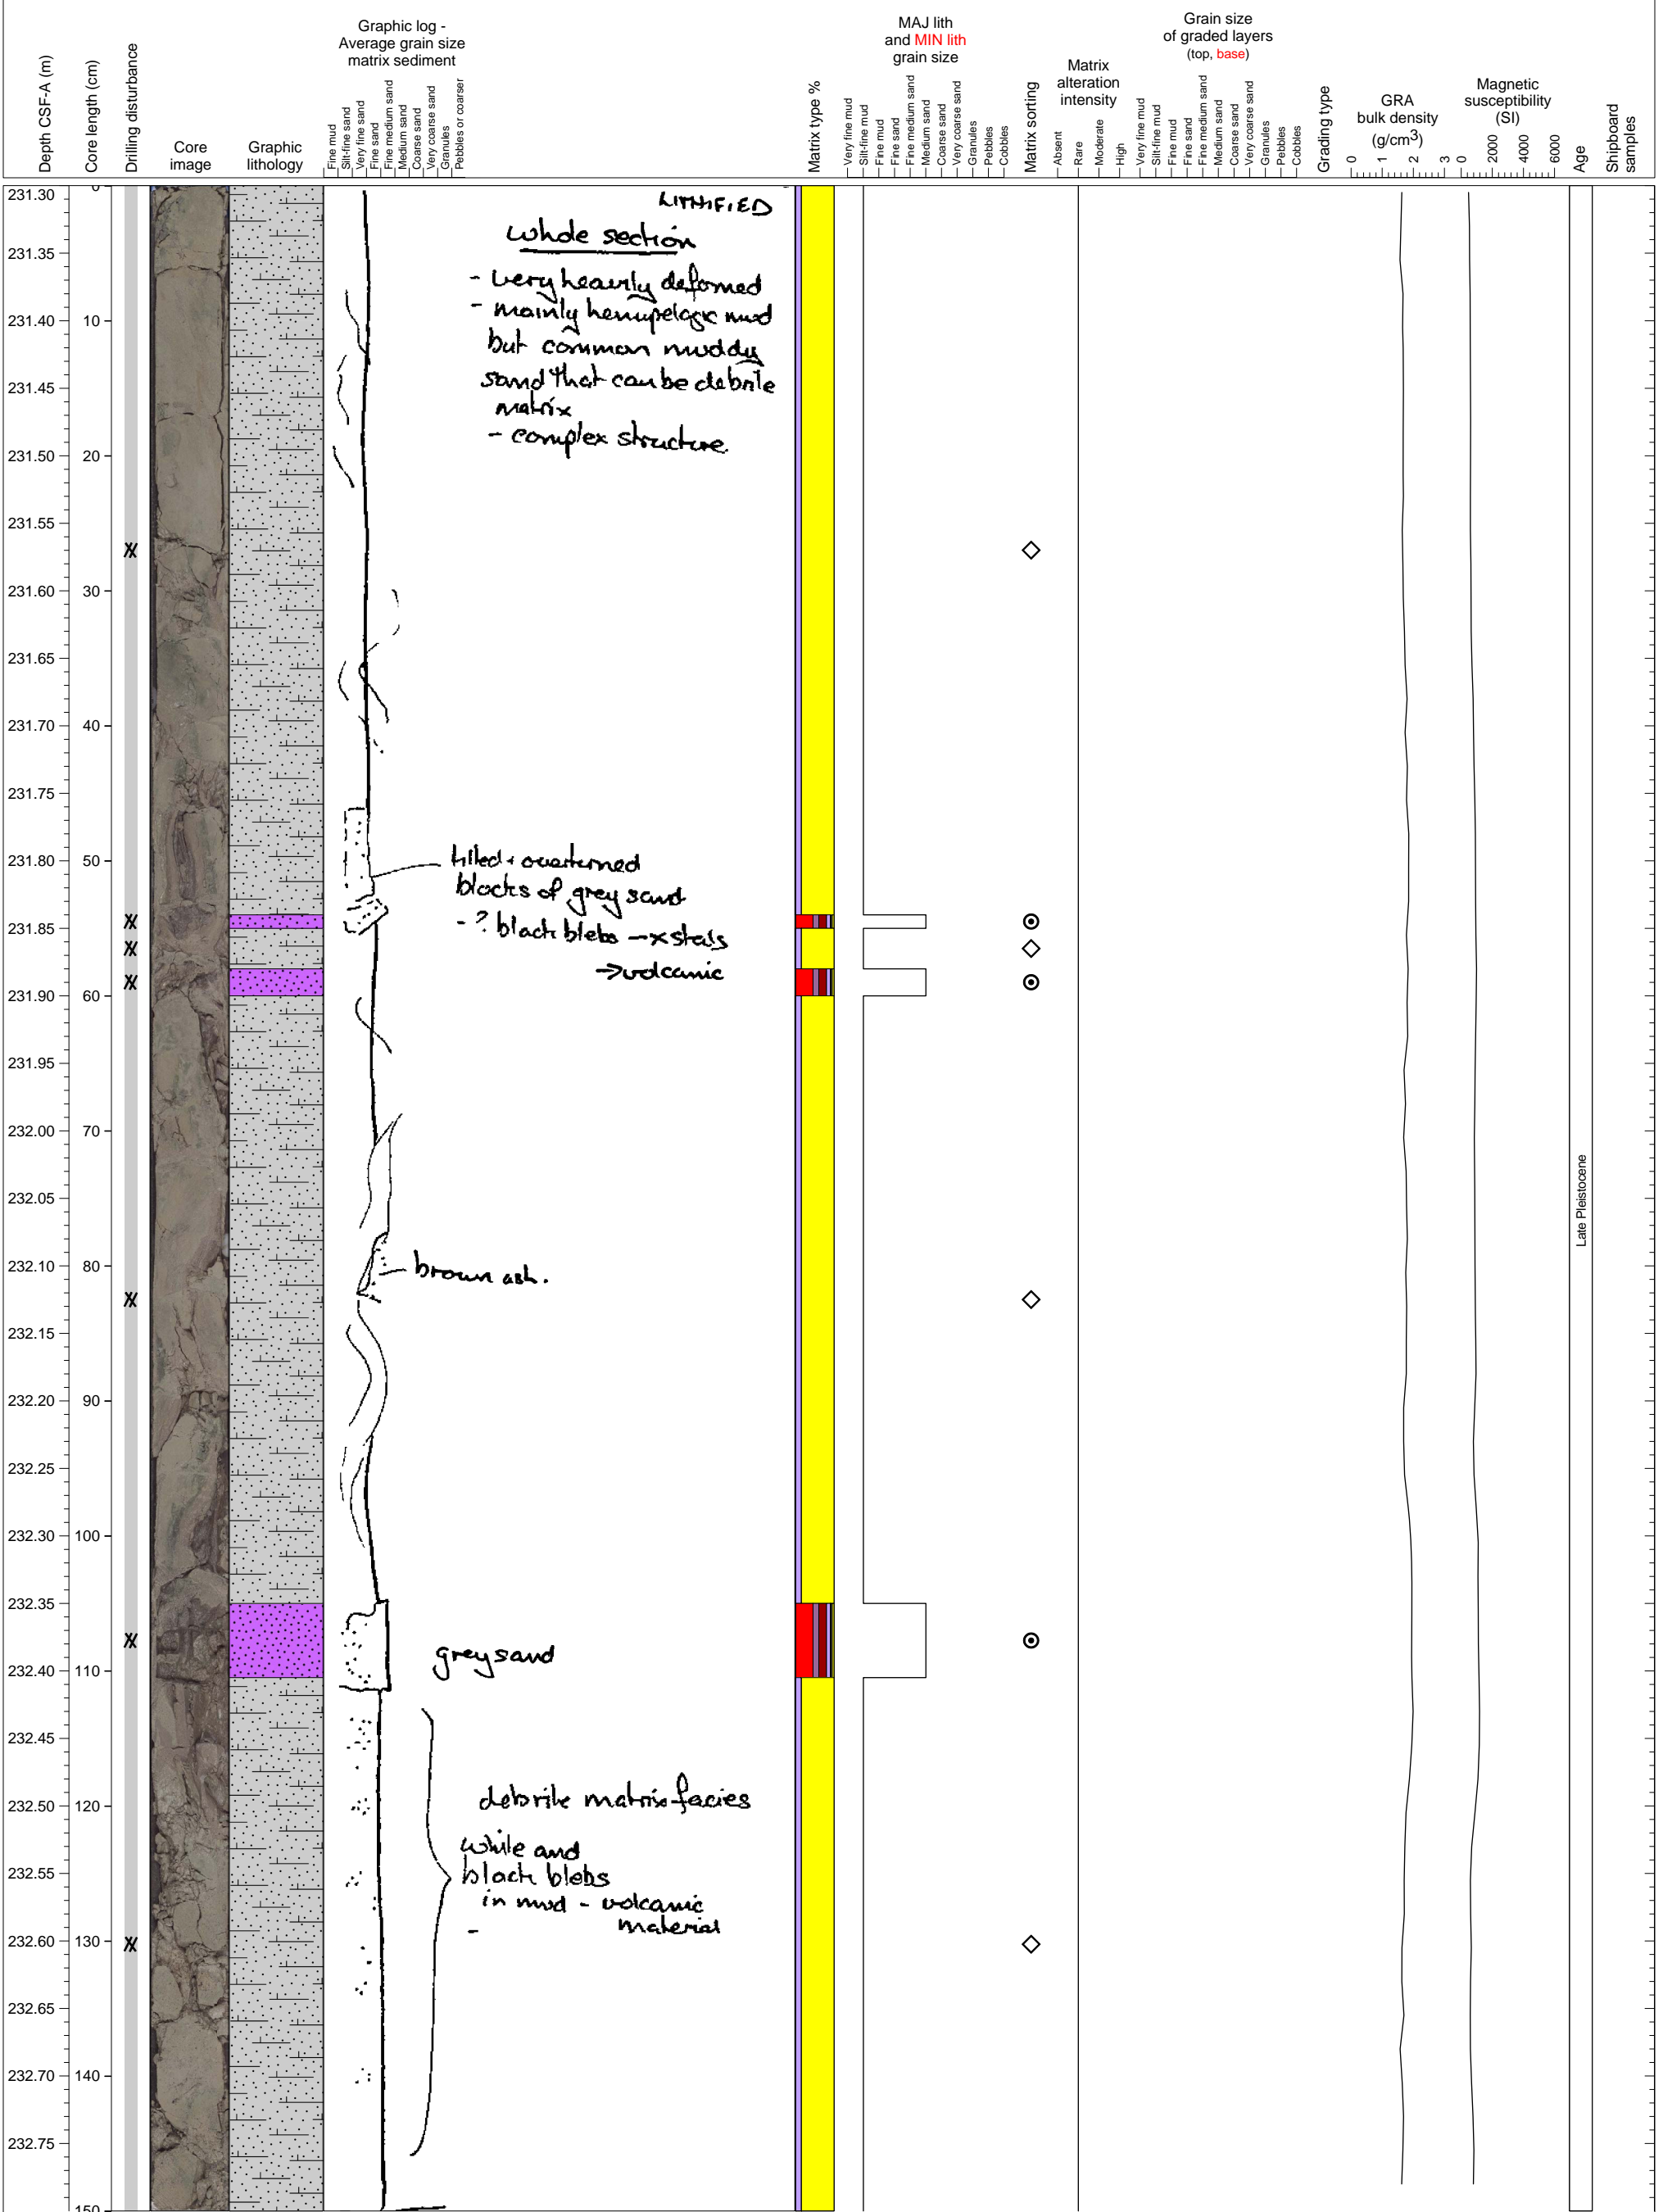 Depth CSF-A (m)
Core length (cm)
Drilling disturbance
Core
image
Graphic
lithology
Graphic log -
Average grain size
matrix sediment
Fine mud
Silt-fine sand
Very fine sand
Fine sand
Fine medium sand
Medium sand
Coarse sand
Very coarse sand
Granules
Pebbles or coarser
Matrix type %
MAJ lith
and MIN lith
grain size
Very fine mud
Silt-fine mud
Fine mud
Fine sand
Fine medium sand
Medium sand
Coarse sand
Very coarse sand
Granules
Pebbles
Cobbles
Matrix sorting
Matrix
alteration
intensity
Absent
Rare
Moderate
High
Grain size
of graded layers
(top, base)
Very fine mud
Silt-fine mud
Fine mud
Fine sand
Fine medium sand
Medium sand
Coarse sand
Very coarse sand
Granules
Pebbles
Cobbles
Grading type
GRA
bulk density
(g/cm3)
0 1 2 3
Magnetic
susceptibility
(SI)
0 2000 4000 6000
Age
Shipboard
samples
231.30 0
231.35
231.40 10
231.45
231.50 20
231.55
231.60 30
231.65
231.70 40
231.75
231.80 50
231.85
231.90 60
231.95
232.00 70
232.05
232.10 80
232.15
232.20 90
232.25
232.30 100
232.35
232.40 110
232.45
232.50 120
232.55
232.60 130
232.65
232.70 140
232.75
150
LITHIFIED
whole section
- very heavily deformed
- mainly hemipelagic mud
but common muddy
sand that can be debrite
matrix
- complex structure
tilted + overturned
blocks of grey sand
- ? black blebs → xstals
→ volcanic
brown ash.
grey sand
debrite matrix facies
white and
black blebs
in mud - volcanic
- material
Late Pleistocene